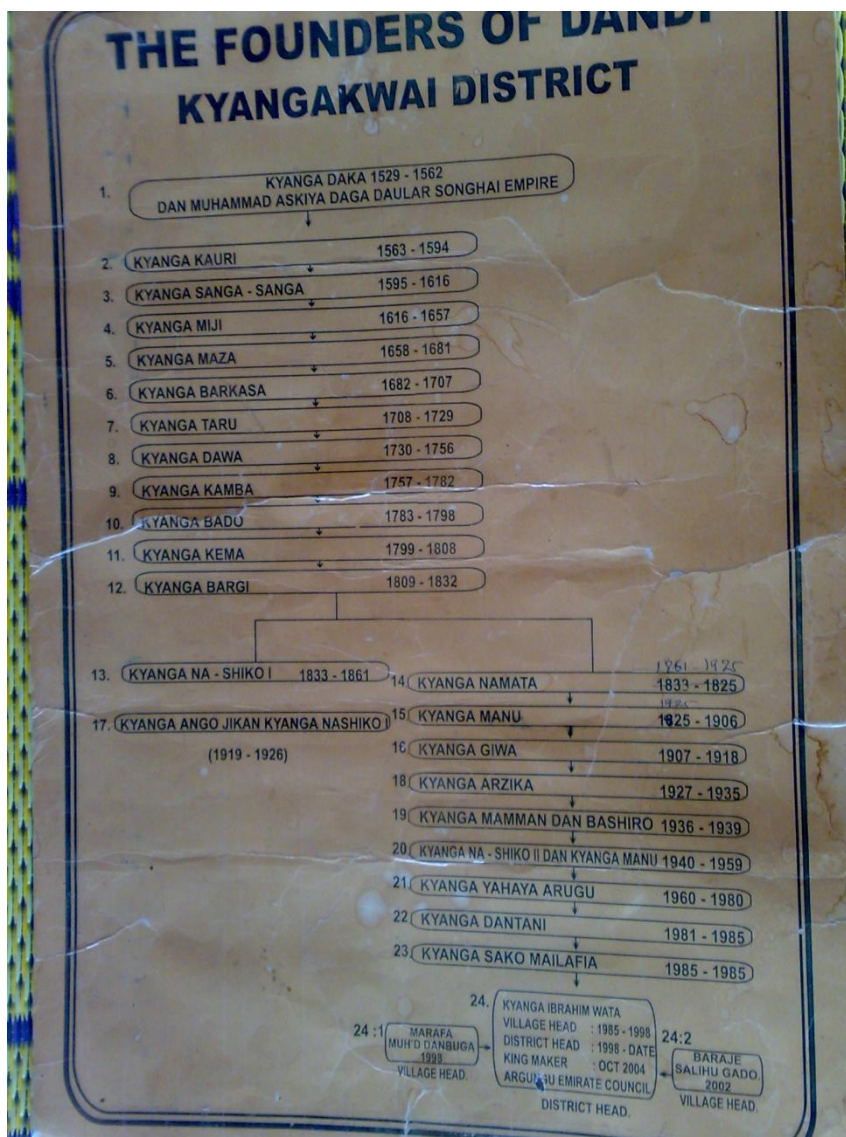 THE FOUNDERS OF DANDI
KYANGAKWAI DISTRICT
1. KYANGA DAKA 1529 - 1562
DAN MUHAMMAD ASKIYA DAGA DAULAR SONGHAI EMPIRE
2. KYANGA KAURI 1563 - 1594
3. KYANGA SANGA - SANGA 1595 - 1616
4. KYANGA MIJI 1616 - 1657
5. KYANGA MAZA 1658 - 1681
6. KYANGA BARKASA 1682 - 1707
7. KYANGA TARU 1708 - 1729
8. KYANGA DAWA 1730 - 1756
9. KYANGA KAMBA 1757 - 1782
10. KYANGA BADO 1783 - 1798
11. KYANGA KEMA 1799 - 1808
12. KYANGA BARGI 1809 - 1832
13. KYANGA NA - SHIKO I 1833 - 1861
1861 - 1925
14 KYANGA NAMATA 1833 - 1825
17. KYANGA ANGO JIKAN KYANGA NASHIKO I
(1919 - 1926)
1925
15 KYANGA MANU 1825 - 1906
16 KYANGA GIWA 1907 - 1918
18 KYANGA ARZIKA 1927 - 1935
19 KYANGA MAMMAN DAN BASHIRO 1936 - 1939
20 KYANGA NA - SHIKO II DAN KYANGA MANU 1940 - 1959
21 KYANGA YAHAYA ARUGU 1960 - 1980
22 KYANGA DANTANI 1981 - 1985
23 KYANGA SAKO MAILAFIA 1985 - 1985
24. KYANGA IBRAHIM WATA
VILLAGE HEAD : 1985 - 1998
DISTRICT HEAD : 1998 - DATE
KING MAKER : OCT 2004
ARGUNGU EMIRATE COUNCIL
DISTRICT HEAD.
24 :1 MARAFA
MUH'D DANBUGA
1998
VILLAGE HEAD.
24:2
BARAJE
SALIHU GADO.
2002
VILLAGE HEAD.